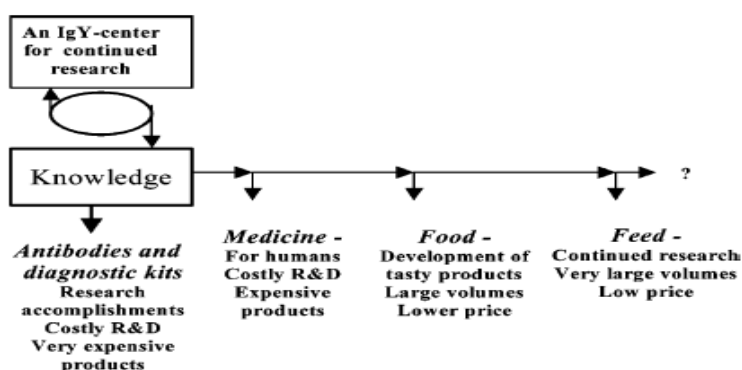 An IgY-center
for continued
research
Knowledge
?
Antibodies and
diagnostic kits
Research
accomplishments
Costly R&D
Very expensive
products
Medicine -
For humans
Costly R&D
Expensive
products
Food -
Development of
tasty products
Large volumes
Lower price
Feed -
Continued research
Very large volumes
Low price